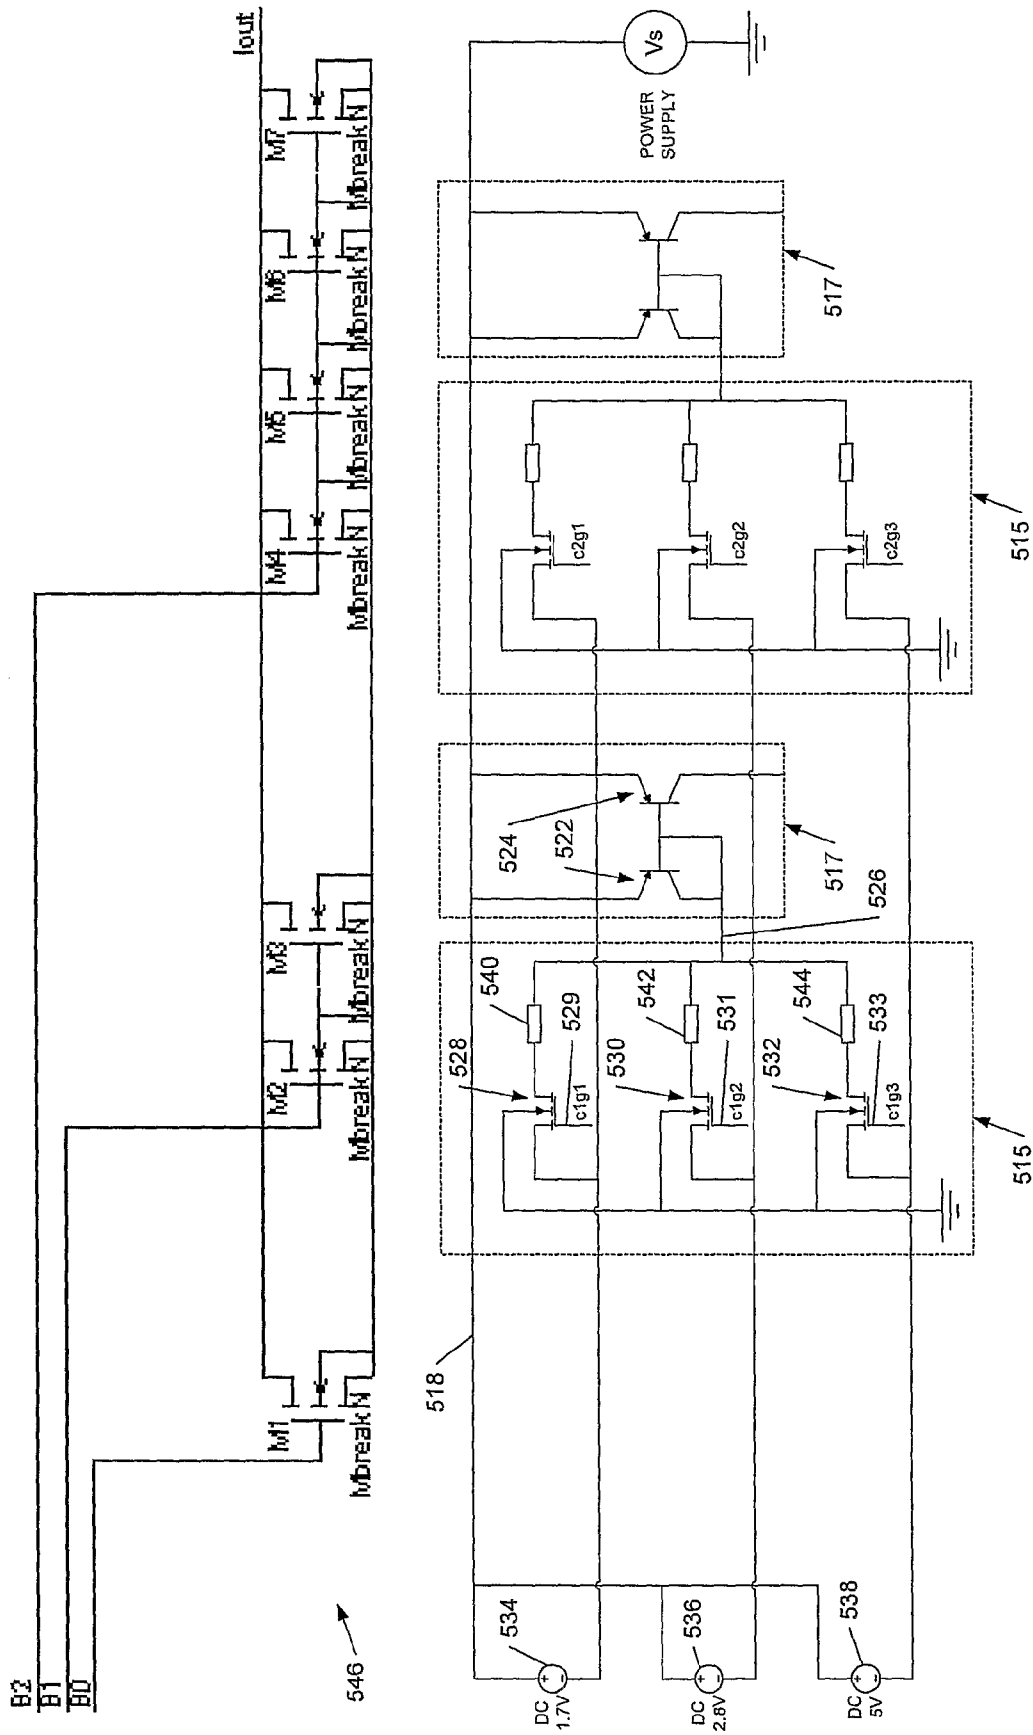 B2
B1
B0
Iout
M1
MbreakN
M2
MbreakN
M3
MbreakN
M4
MbreakN
M5
MbreakN
M6
MbreakN
M7
MbreakN
546
518
POWER
SUPPLY
Vs
534
DC
1.7V
536
DC
2.8V
538
DC
5V
528
540
529
c1g1
530
542
531
c1g2
532
544
533
c1g3
515
524
522
517
526
c2g1
c2g2
c2g3
515
517